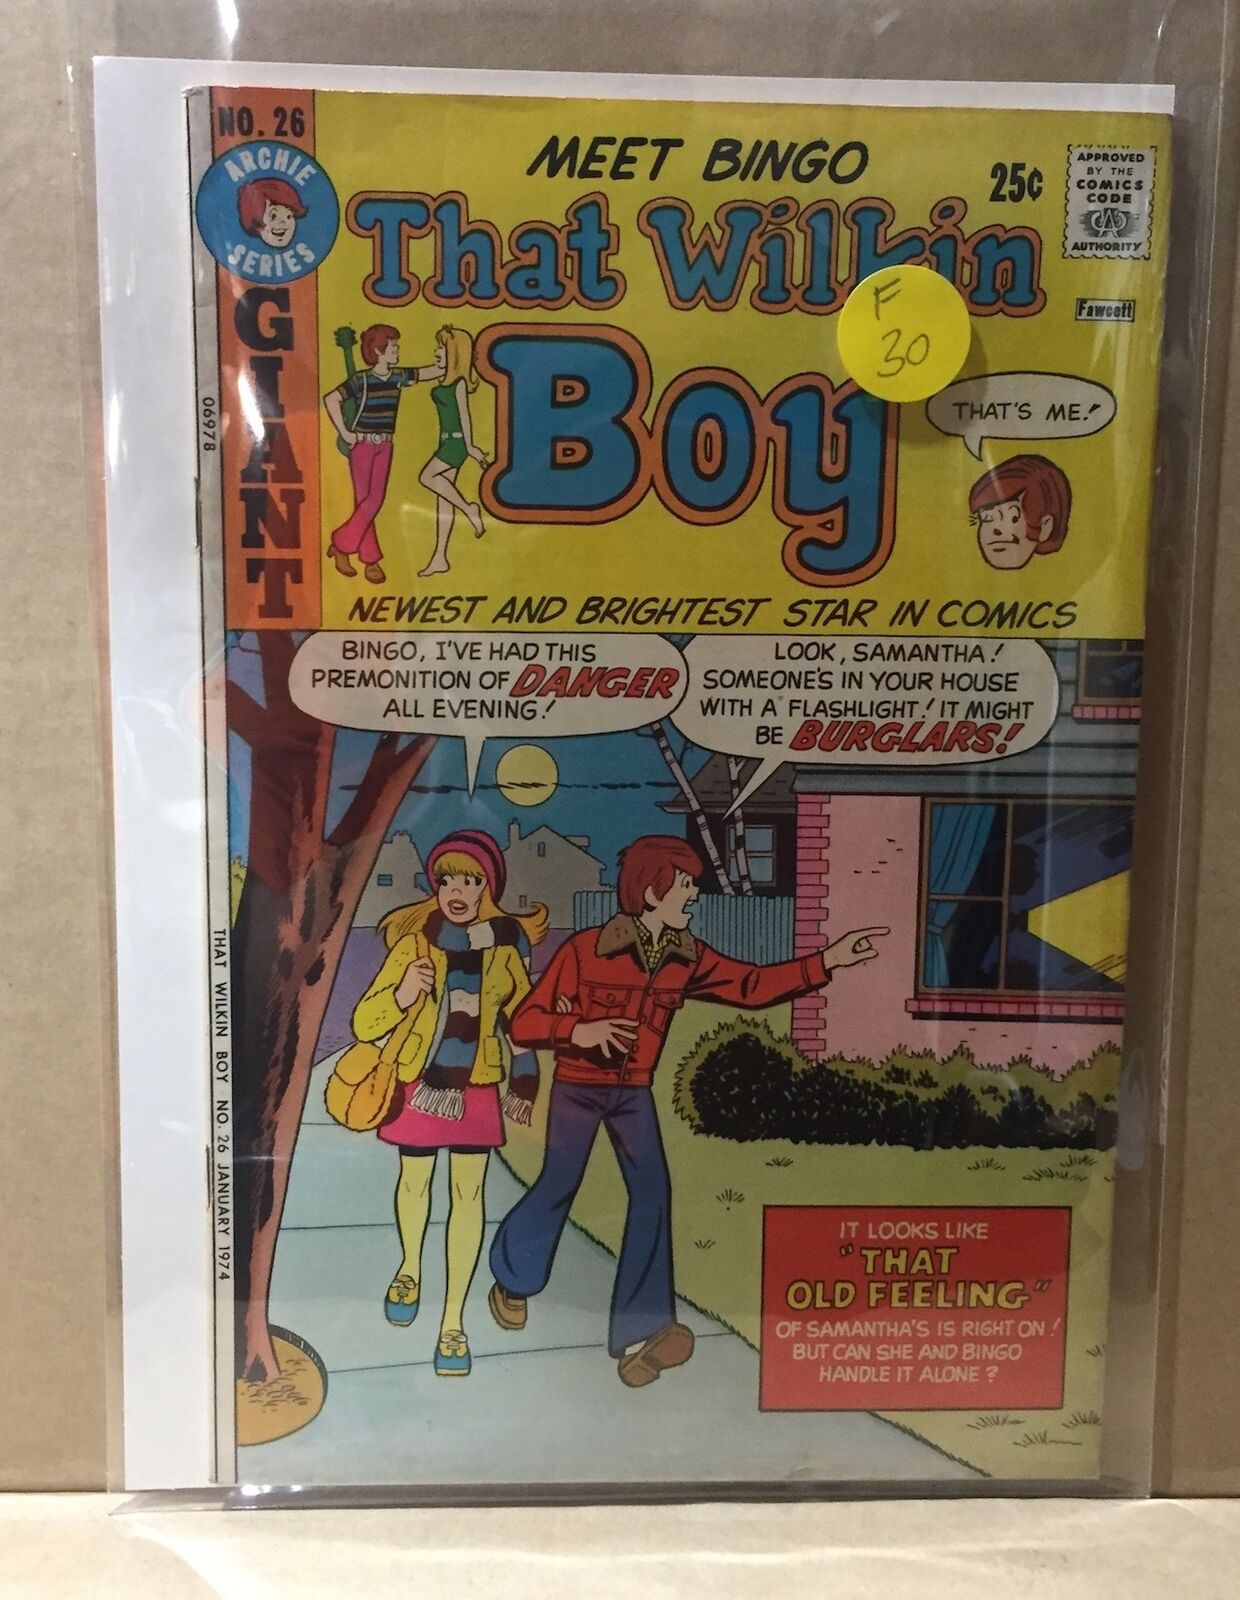 NO. 26
ARCHIE
SERIES
GIANT
MEET BINGO
25¢
APPROVED
BY THE
COMICS
CODE
CA
AUTHORITY
That Wilkin
Boy
Fawcett
F
30
THAT'S ME!
NEWEST AND BRIGHTEST STAR IN COMICS
06978
BINGO, I'VE HAD THIS
PREMONITION OF DANGER
ALL EVENING!
LOOK, SAMANTHA!
SOMEONE'S IN YOUR HOUSE
WITH A FLASHLIGHT! IT MIGHT
BE BURGLARS!
THAT WILKIN BOY NO. 26 JANUARY 1974
IT LOOKS LIKE
"THAT
OLD FEELING"
OF SAMANTHA'S IS RIGHT ON!
BUT CAN SHE AND BINGO
HANDLE IT ALONE?